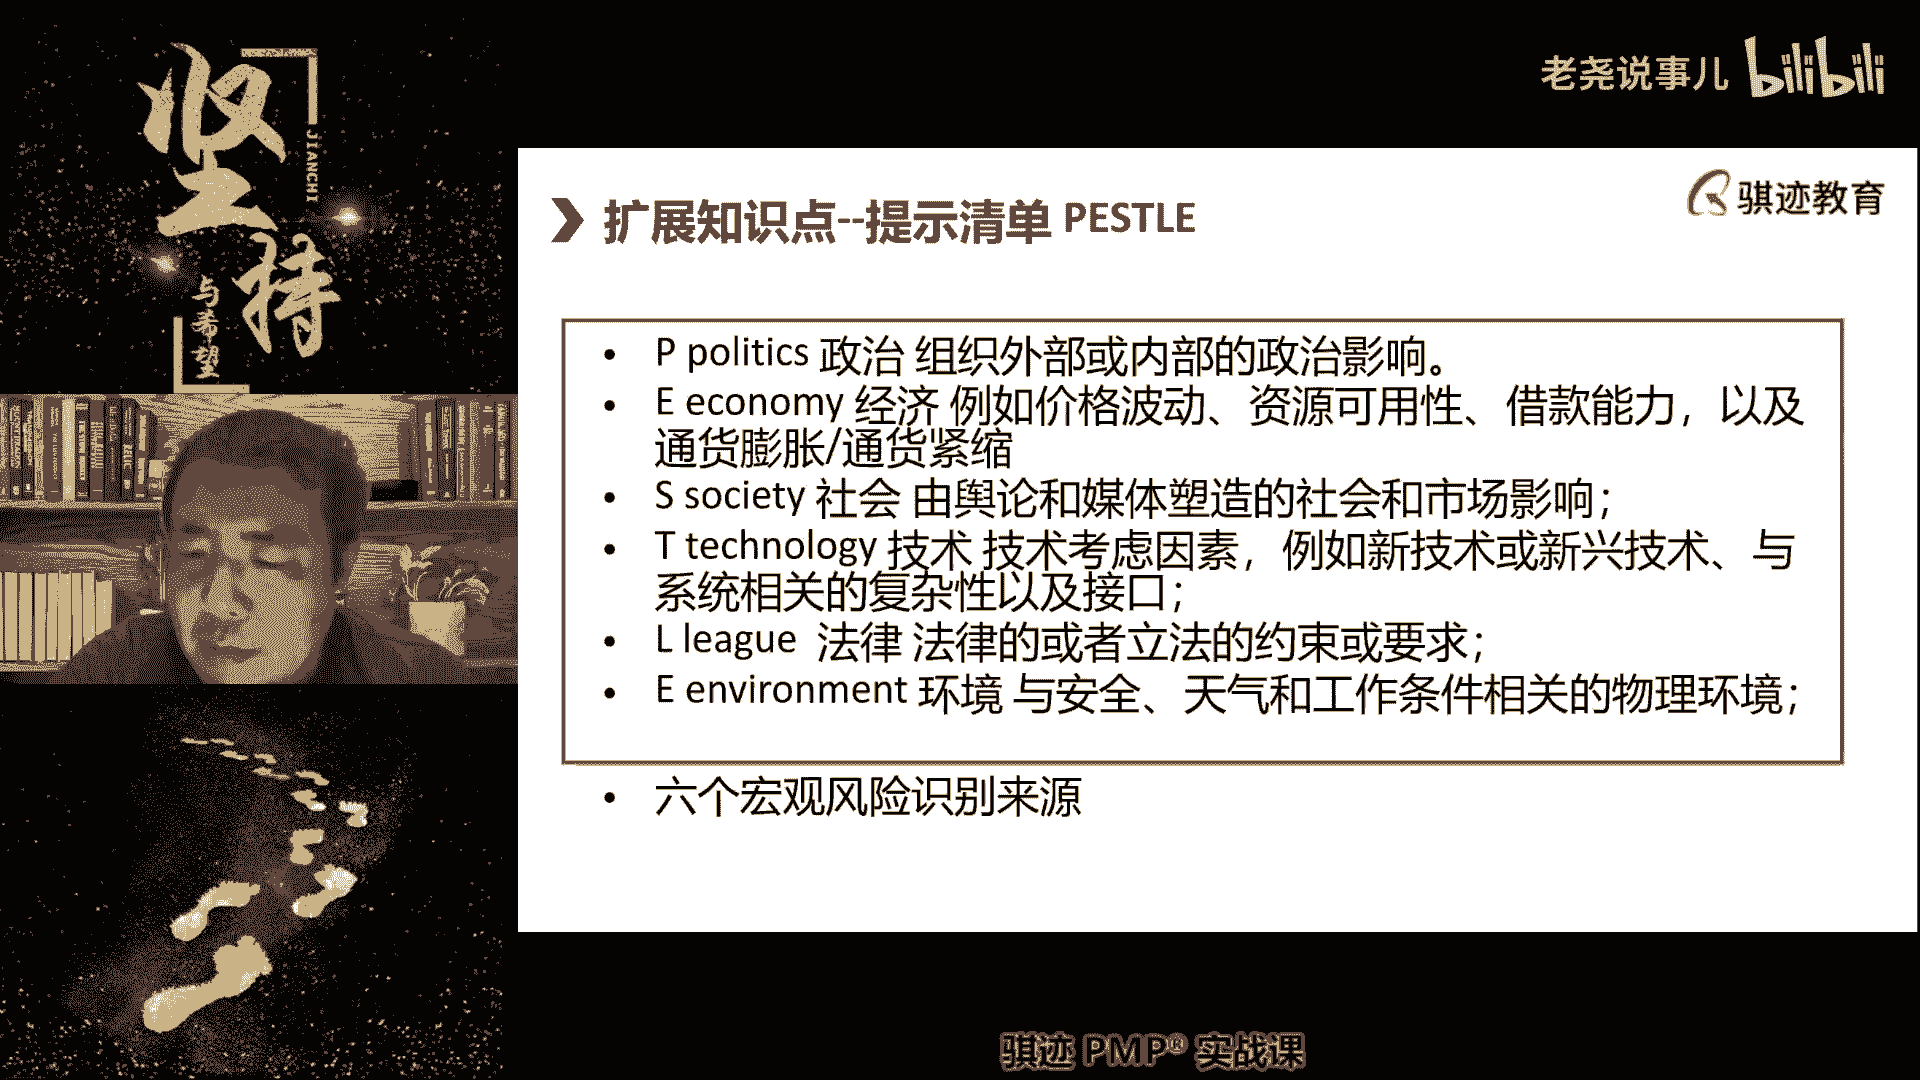 坚持
JIANCHI
与希望
老尧说事儿 bilibili
骐迹教育
扩展知识点--提示清单 PESTLE
• P politics 政治 组织外部或内部的政治影响。
• E economy 经济 例如价格波动、资源可用性、借款能力，以及
通货膨胀/通货紧缩
• S society 社会 由舆论和媒体塑造的社会和市场影响；
• T technology 技术 技术考虑因素，例如新技术或新兴技术、与
系统相关的复杂性以及接口；
• L league 法律 法律的或者立法的约束或要求；
• E environment 环境 与安全、天气和工作条件相关的物理环境；
• 六个宏观风险识别来源
骐迹 PMP® 实战课